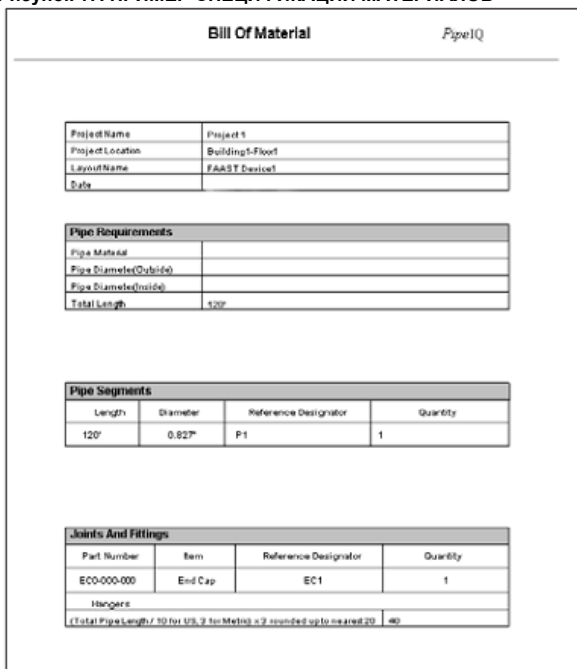 Bill Of Material PipeIQ
Project Name Project 1
Project Location Building1-Floor1
Layout Name FAAST Device1
Date
Pipe Requirements
Pipe Material
Pipe Diameter(Outside)
Pipe Diameter(Inside)
Total Length 120'
Pipe Segments
Length Diameter Reference Designator Quantity
120' 0.827" P1 1
Joints And Fittings
Part Number Item Reference Designator Quantity
EC0-000-000 End Cap EC1 1
Hangers
(Total Pipe Length / 10 for US, 3 for Metric) x 2 rounded upto nearest 20 40